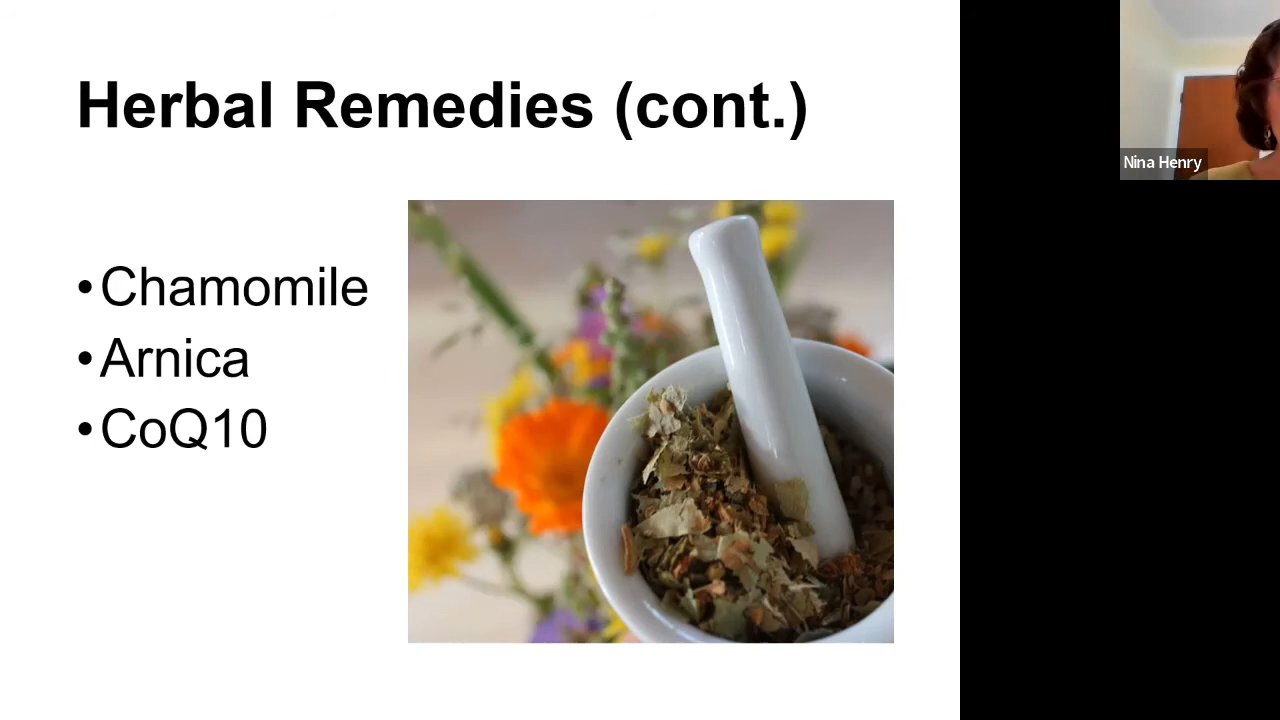 Herbal Remedies (cont.)
•Chamomile
•Arnica
•CoQ10
Nina Henry